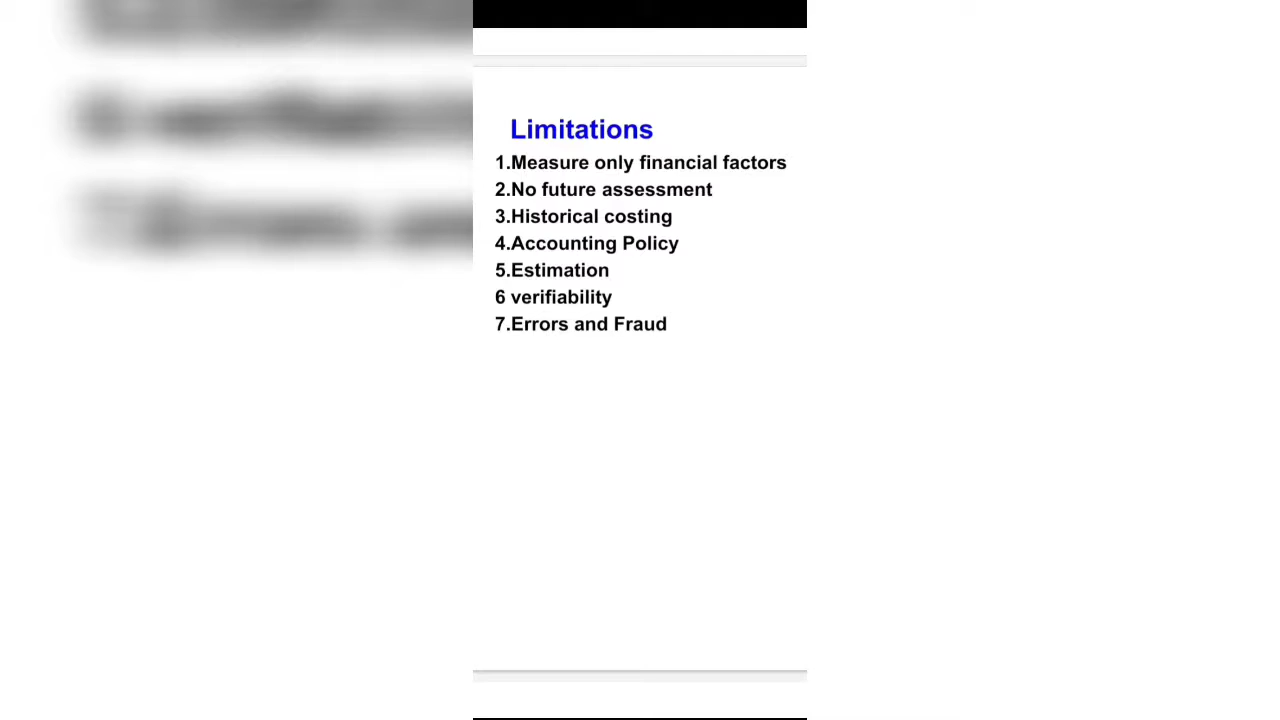 Limitations
1.Measure only financial factors
2.No future assessment
3.Historical costing
4.Accounting Policy
5.Estimation
6 verifiability
7.Errors and Fraud